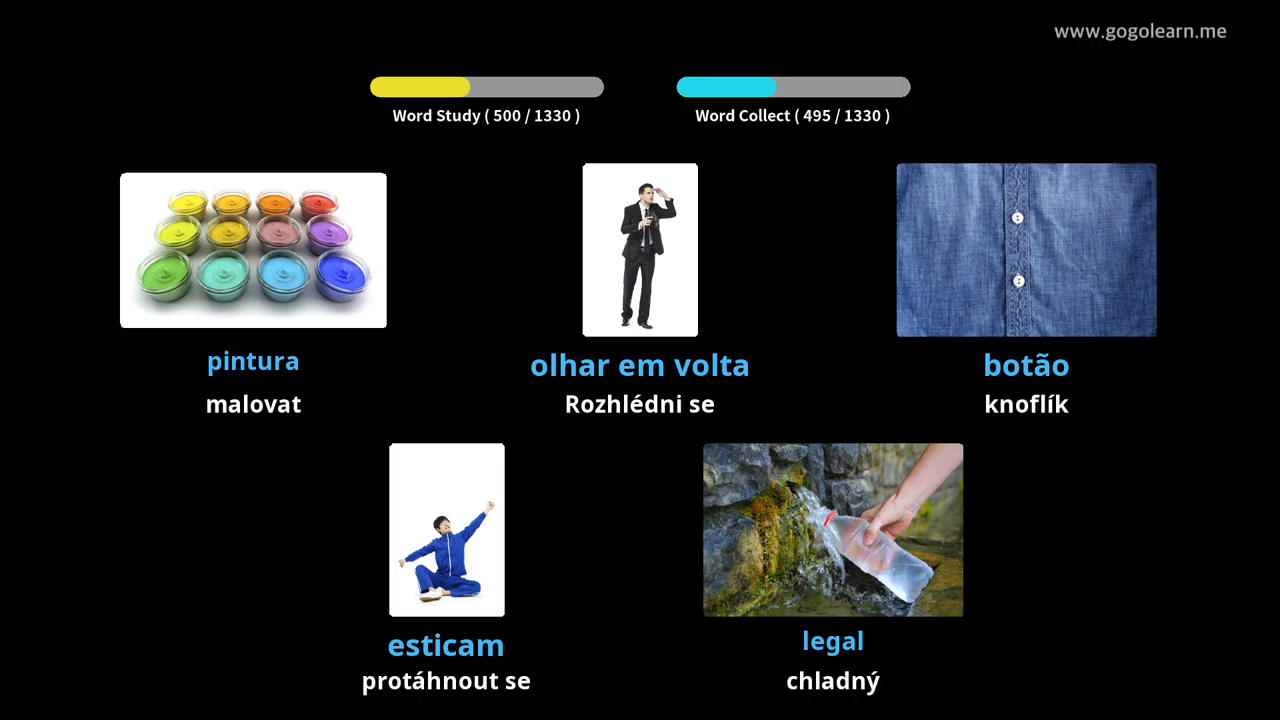 www.gogolearn.me
Word Study ( 500 / 1330 )
Word Collect ( 495 / 1330 )
pintura
malovat
olhar em volta
Rozhlédni se
botão
knoflík
esticam
protáhnout se
legal
chladný